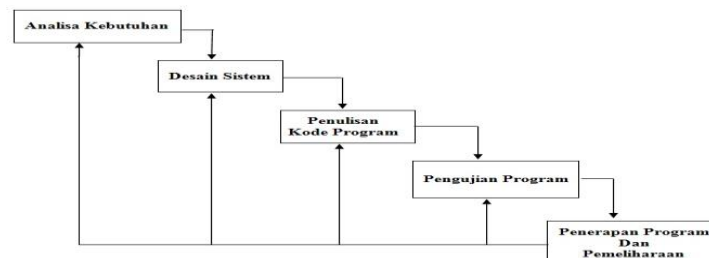 Analisa Kebutuhan
Desain Sistem
Penulisan
Kode Program
Pengujian Program
Penerapan Program
Dan
Pemeliharaan